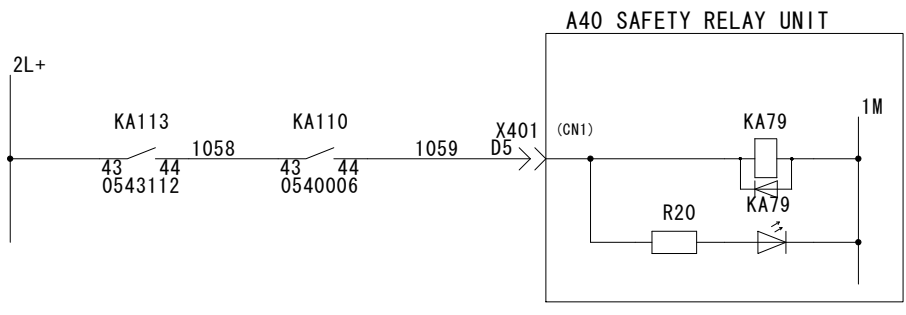 A40 SAFETY RELAY UNIT
2L+
1M
KA113
KA110
X401
(CN1)
KA79
1058
1059
D5
43
44
43
44
0543112
0540006
KA79
R20